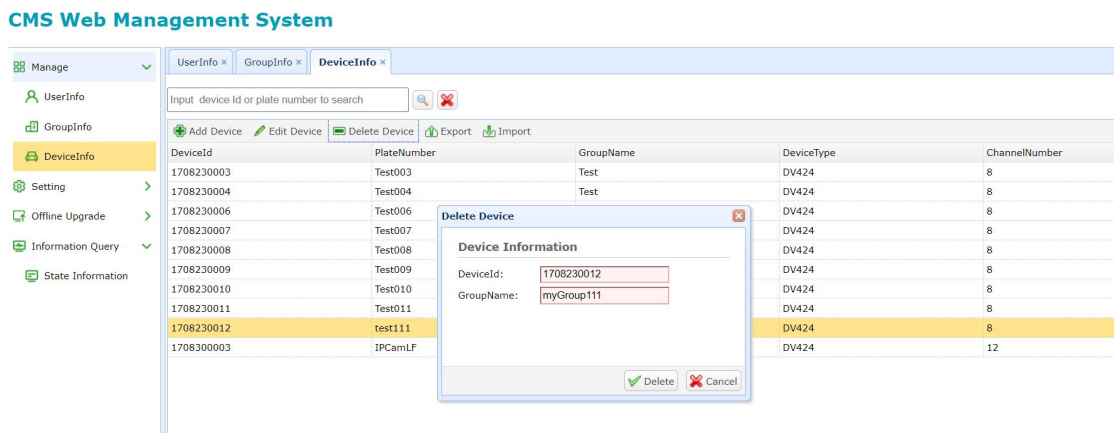 CMS Web Management System
Manage
UserInfo
GroupInfo
DeviceInfo
Setting
Offline Upgrade
Information Query
State Information
UserInfo × GroupInfo × DeviceInfo ×
Input device Id or plate number to search
Add Device Edit Device Delete Device Export Import
DeviceId PlateNumber GroupName DeviceType ChannelNumber
1708230003 Test003 Test DV424 8
1708230004 Test004 Test DV424 8
1708230006 Test006 DV424 8
1708230007 Test007 DV424 8
1708230008 Test008 DV424 8
1708230009 Test009 DV424 8
1708230010 Test010 DV424 8
1708230011 Test011 DV424 8
1708230012 test111 DV424 8
1708300003 IPCamLF DV424 12
Delete Device
Device Information
DeviceId: 1708230012
GroupName: myGroup111
Delete Cancel